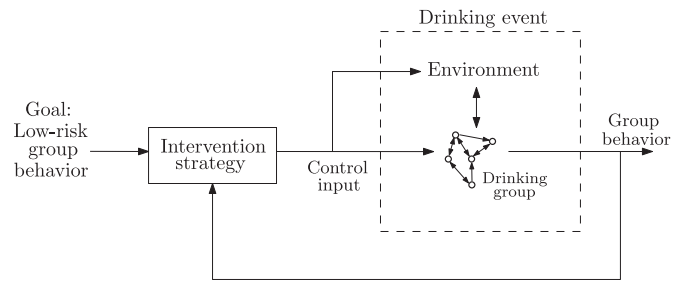 Drinking event
Environment
Goal:
Low-risk
group
behavior
Intervention
strategy
Control
input
Drinking
group
Group
behavior